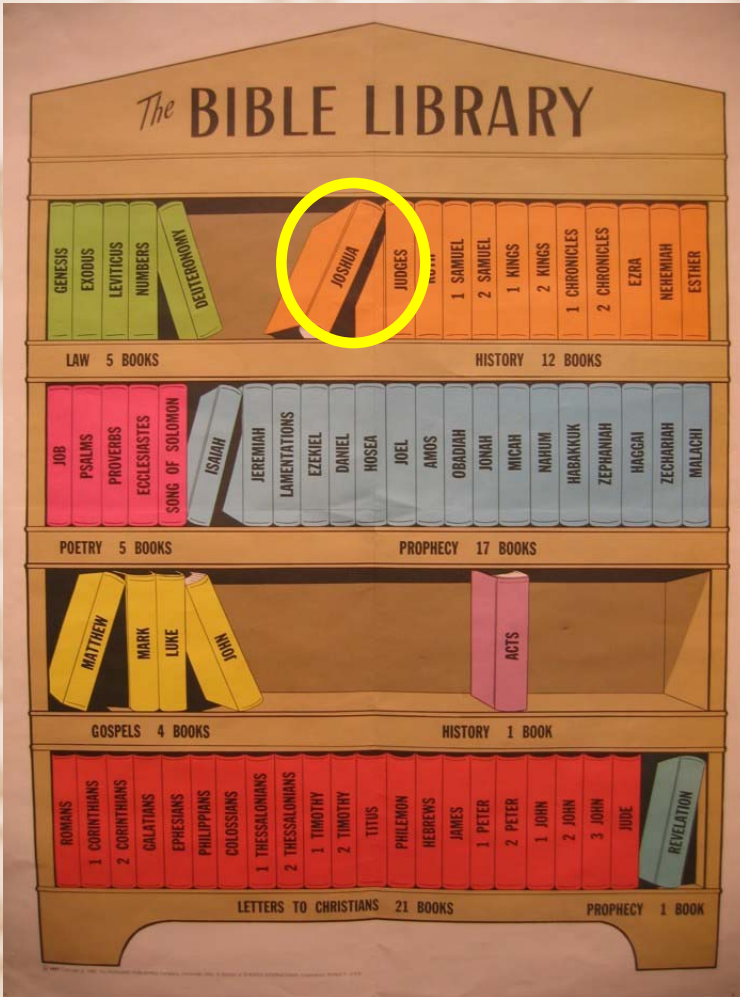 The BIBLE LIBRARY
GENESIS
EXODUS
LEVITICUS
NUMBERS
DEUTERONOMY
JOSHUA
JUDGES
1 SAMUEL
2 SAMUEL
1 KINGS
2 KINGS
1 CHRONICLES
2 CHRONICLES
EZRA
NEHEMIAH
ESTHER
LAW 5 BOOKS
HISTORY 12 BOOKS
JOB
PSALMS
PROVERBS
ECCLESIASTES
SONG OF SOLOMON
ISAIAH
JEREMIAH
LAMENTATIONS
EZEKIEL
DANIEL
HOSEA
JOEL
AMOS
OBADIAH
JONAH
MICAH
NAHUM
HABAKKUK
ZEPHANIAH
HAGGAI
ZECHARIAH
MALACHI
POETRY 5 BOOKS
PROPHECY 17 BOOKS
MATTHEW
MARK
LUKE
JOHN
ACTS
GOSPELS 4 BOOKS
HISTORY 1 BOOK
ROMANS
1 CORINTHIANS
2 CORINTHIANS
GALATIANS
EPHESIANS
PHILIPPIANS
COLOSSIANS
1 THESSALONIANS
2 THESSALONIANS
1 TIMOTHY
2 TIMOTHY
TITUS
PHILEMON
HEBREWS
JAMES
1 PETER
2 PETER
1 JOHN
2 JOHN
3 JOHN
JUDE
REVELATION
LETTERS TO CHRISTIANS 21 BOOKS
PROPHECY 1 BOOK